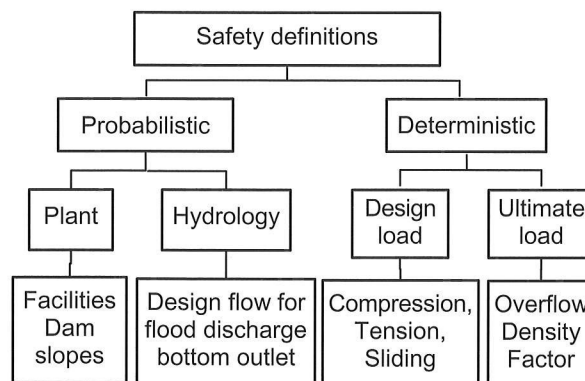 Safety definitions
Probabilistic
Deterministic
Plant
Hydrology
Design
load
Ultimate
load
Facilities
Dam
slopes
Design flow for
flood discharge
bottom outlet
Compression,
Tension,
Sliding
Overflow
Density
Factor